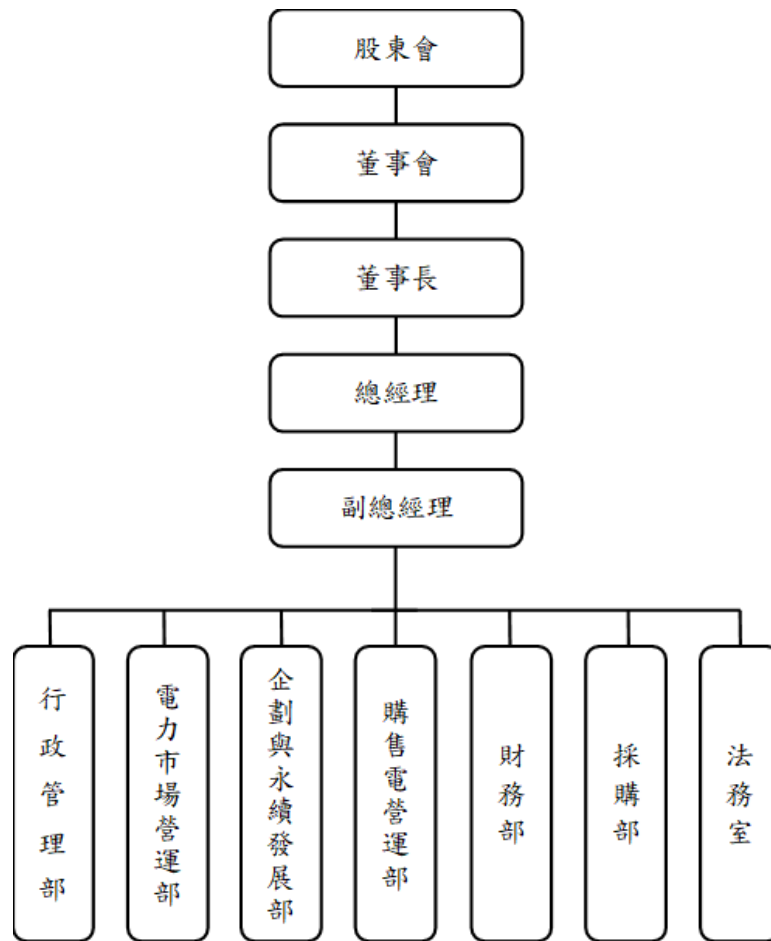 股東會
董事會
董事長
總經理
副總經理
行政管理部
電力市場營運部
企劃與永續發展部
購售電營運部
財務部
採購部
法務室